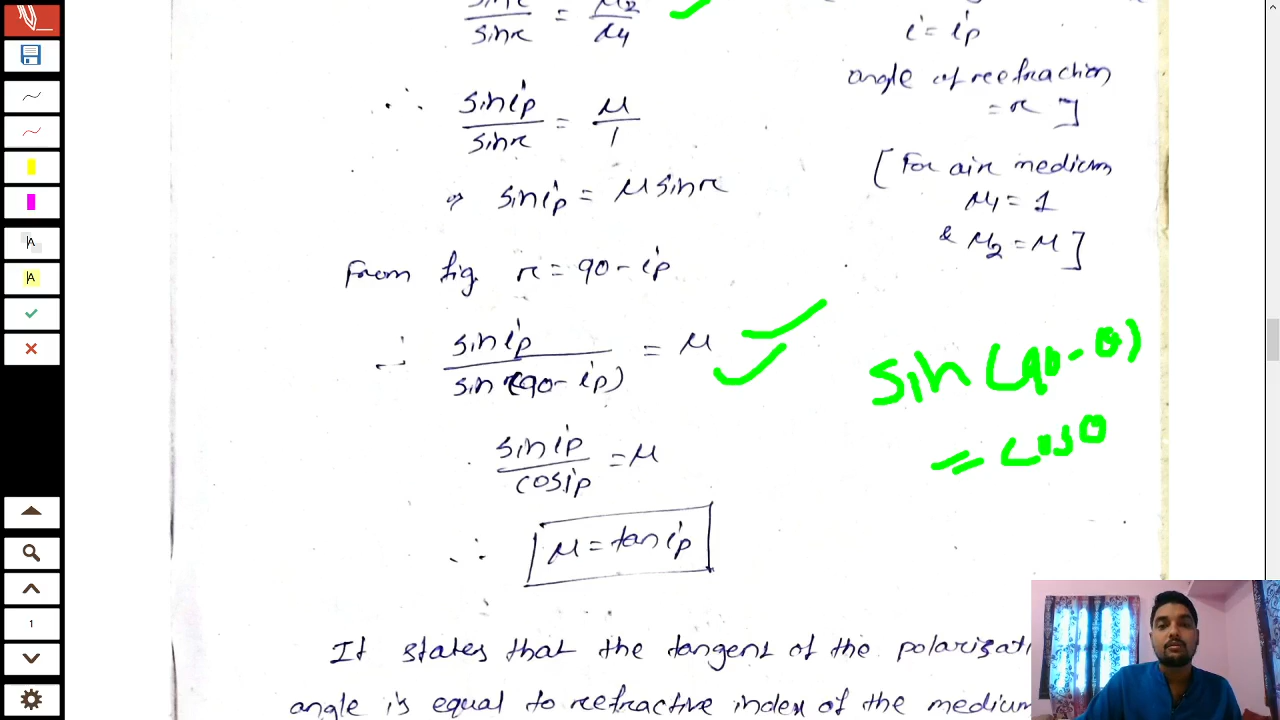 sin i / sin r = μ2 / μ1
i = ip
angle of refraction
= r ]
∴ sin ip / sin r = μ / 1
[ For air medium
⇒ sin ip = μ sin r
μ1 = 1
& μ2 = μ ]
From fig. r = 90 - ip
∴ sin ip / sin (90 - ip) = μ
sin (90 - θ)
= cos θ
sin ip / cos ip = μ
∴ μ = tan ip
It states that the tangent of the
angle is equal to refractive index of the medium
A
A
1